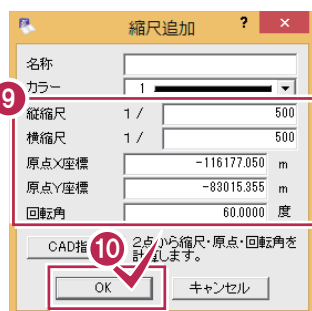 縮尺追加 ? ×
名称
カラー 1
9
縦縮尺 1 / 500
横縮尺 1 / 500
原点X座標 -116177.050 m
原点Y座標 -83015.355 m
回転角 60.0000 度
CAD指 2点から縮尺・原点・回転角を
計算します。
10
OK キャンセル